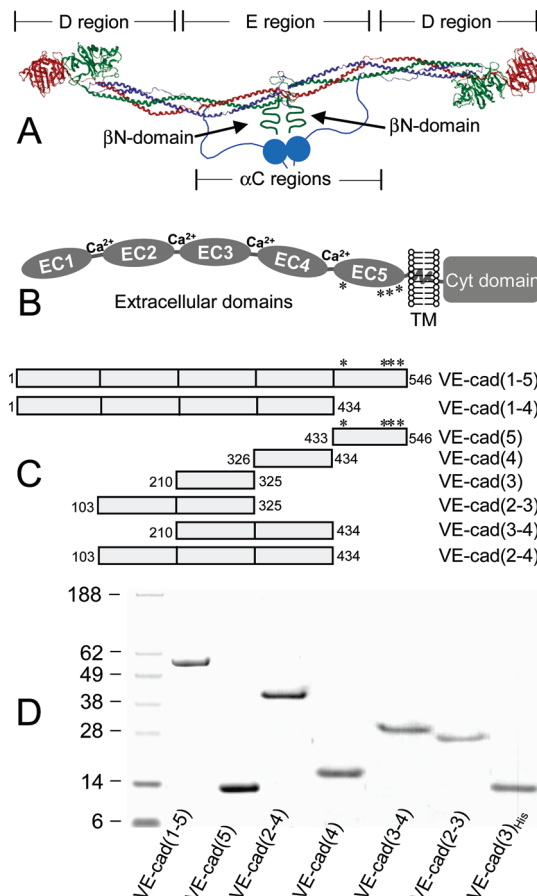 D region E region D region
A
βN-domain βN-domain
αC regions
B
EC1 Ca2+ EC2 Ca2+ EC3 Ca2+ EC4 Ca2+ EC5 Cyt domain
* *** 
Extracellular domains
TM
C
* ***
1 546 VE-cad(1-5)
1 434 VE-cad(1-4)
* ***
433 546 VE-cad(5)
326 434 VE-cad(4)
210 325 VE-cad(3)
103 325 VE-cad(2-3)
210 434 VE-cad(3-4)
103 434 VE-cad(2-4)
D
188 –
62 –
49 –
38 –
28 –
14 –
6 –
VE-cad(1-5)
VE-cad(5)
VE-cad(2-4)
VE-cad(4)
VE-cad(3-4)
VE-cad(2-3)
VE-cad(3)His